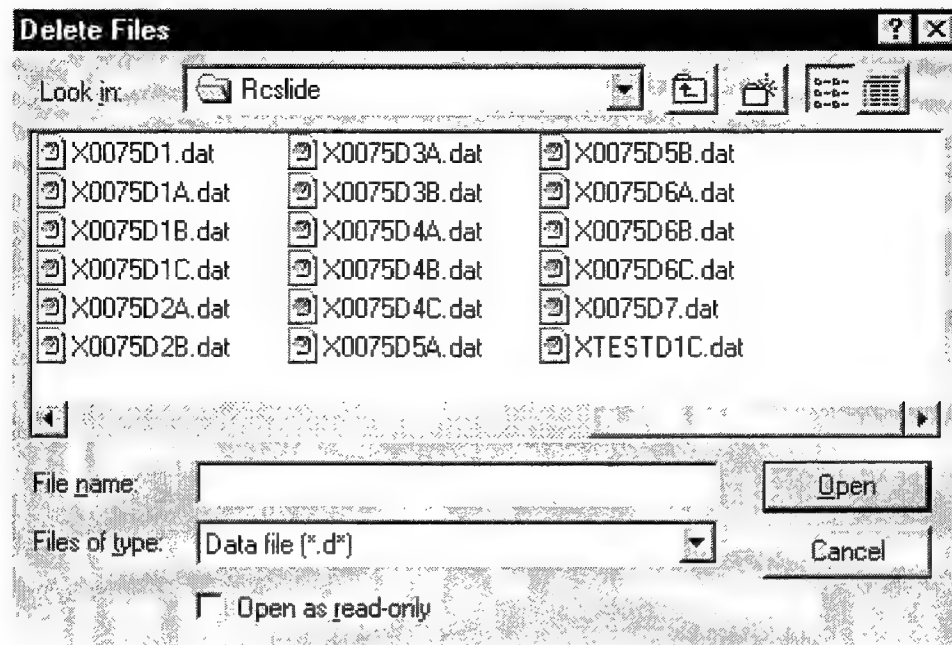 Delete Files
Look in: Rcslide
X0075D1.dat X0075D3A.dat X0075D5B.dat
X0075D1A.dat X0075D3B.dat X0075D6A.dat
X0075D1B.dat X0075D4A.dat X0075D6B.dat
X0075D1C.dat X0075D4B.dat X0075D6C.dat
X0075D2A.dat X0075D4C.dat X0075D7.dat
X0075D2B.dat X0075D5A.dat XTESTD1C.dat
File name: Open
Files of type: Data file (*.d*) Cancel
Open as read-only